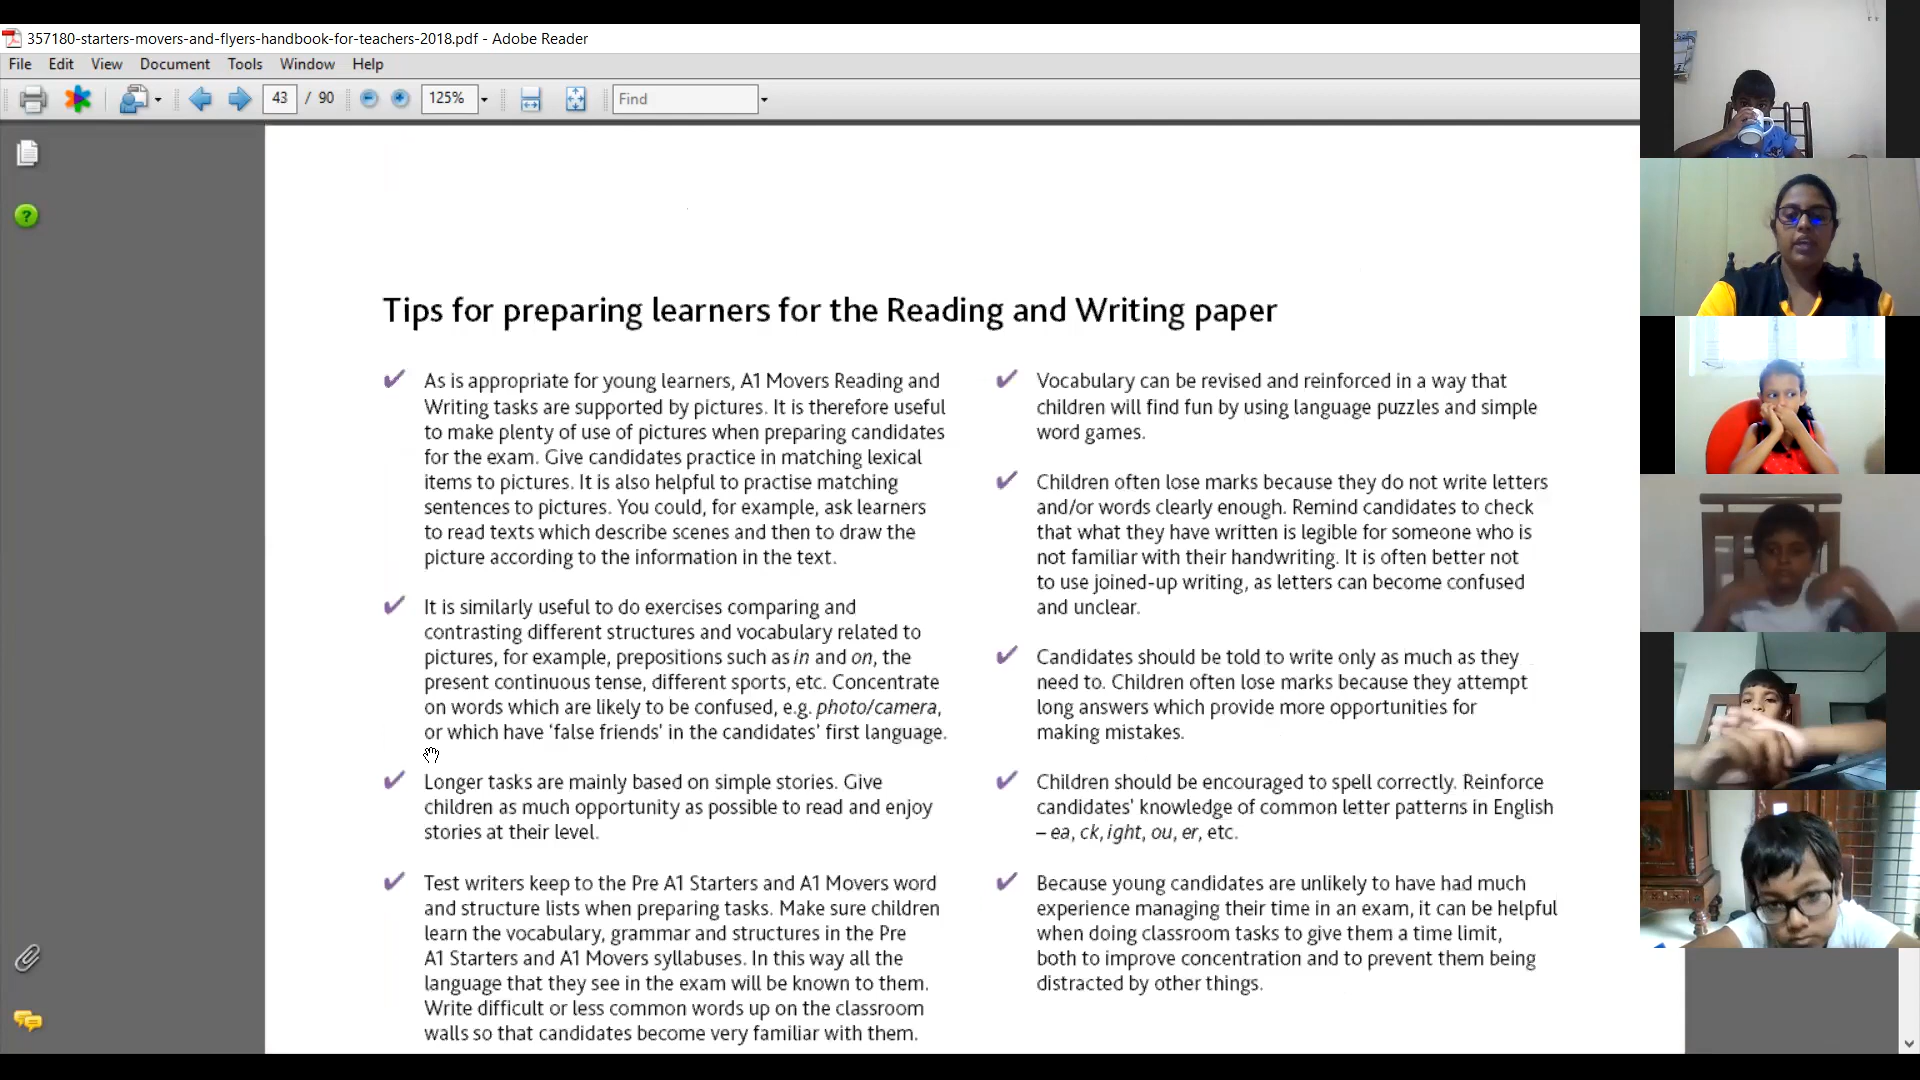 357180-starters-movers-and-flyers-handbook-for-teachers-2018.pdf - Adobe Reader
File Edit View Document Tools Window Help
43 / 90 125% Find
Tips for preparing learners for the Reading and Writing paper
As is appropriate for young learners, A1 Movers Reading and
Writing tasks are supported by pictures. It is therefore useful
to make plenty of use of pictures when preparing candidates
for the exam. Give candidates practice in matching lexical
items to pictures. It is also helpful to practise matching
sentences to pictures. You could, for example, ask learners
to read texts which describe scenes and then to draw the
picture according to the information in the text.
It is similarly useful to do exercises comparing and
contrasting different structures and vocabulary related to
pictures, for example, prepositions such as in and on, the
present continuous tense, different sports, etc. Concentrate
on words which are likely to be confused, e.g. photo/camera,
or which have 'false friends' in the candidates' first language.
Longer tasks are mainly based on simple stories. Give
children as much opportunity as possible to read and enjoy
stories at their level.
Test writers keep to the Pre A1 Starters and A1 Movers word
and structure lists when preparing tasks. Make sure children
learn the vocabulary, grammar and structures in the Pre
A1 Starters and A1 Movers syllabuses. In this way all the
language that they see in the exam will be known to them.
Write difficult or less common words up on the classroom
walls so that candidates become very familiar with them.
Vocabulary can be revised and reinforced in a way that
children will find fun by using language puzzles and simple
word games.
Children often lose marks because they do not write letters
and/or words clearly enough. Remind candidates to check
that what they have written is legible for someone who is
not familiar with their handwriting. It is often better not
to use joined-up writing, as letters can become confused
and unclear.
Candidates should be told to write only as much as they
need to. Children often lose marks because they attempt
long answers which provide more opportunities for
making mistakes.
Children should be encouraged to spell correctly. Reinforce
candidates' knowledge of common letter patterns in English
– ea, ck, ight, ou, er, etc.
Because young candidates are unlikely to have had much
experience managing their time in an exam, it can be helpful
when doing classroom tasks to give them a time limit,
both to improve concentration and to prevent them being
distracted by other things.